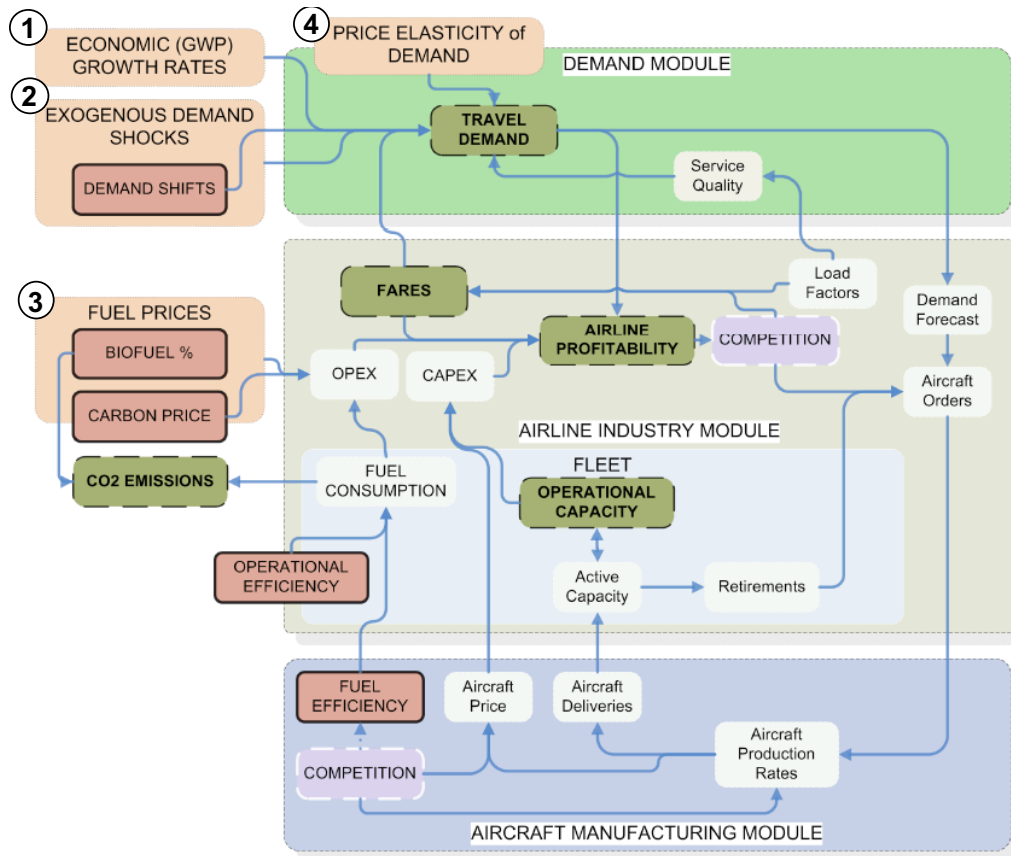 1
ECONOMIC (GWP)
GROWTH RATES
2
EXOGENOUS DEMAND
SHOCKS
DEMAND SHIFTS
4
PRICE ELASTICITY of
DEMAND
DEMAND MODULE
TRAVEL
DEMAND
Service
Quality
3
FUEL PRICES
BIOFUEL %
CARBON PRICE
CO2 EMISSIONS
FARES
Load
Factors
Demand
Forecast
OPEX
CAPEX
AIRLINE
PROFITABILITY
COMPETITION
Aircraft
Orders
AIRLINE INDUSTRY MODULE
FLEET
FUEL
CONSUMPTION
OPERATIONAL
CAPACITY
OPERATIONAL
EFFICIENCY
Active
Capacity
Retirements
FUEL
EFFICIENCY
Aircraft
Price
Aircraft
Deliveries
Aircraft
Production
Rates
COMPETITION
AIRCRAFT MANUFACTURING MODULE